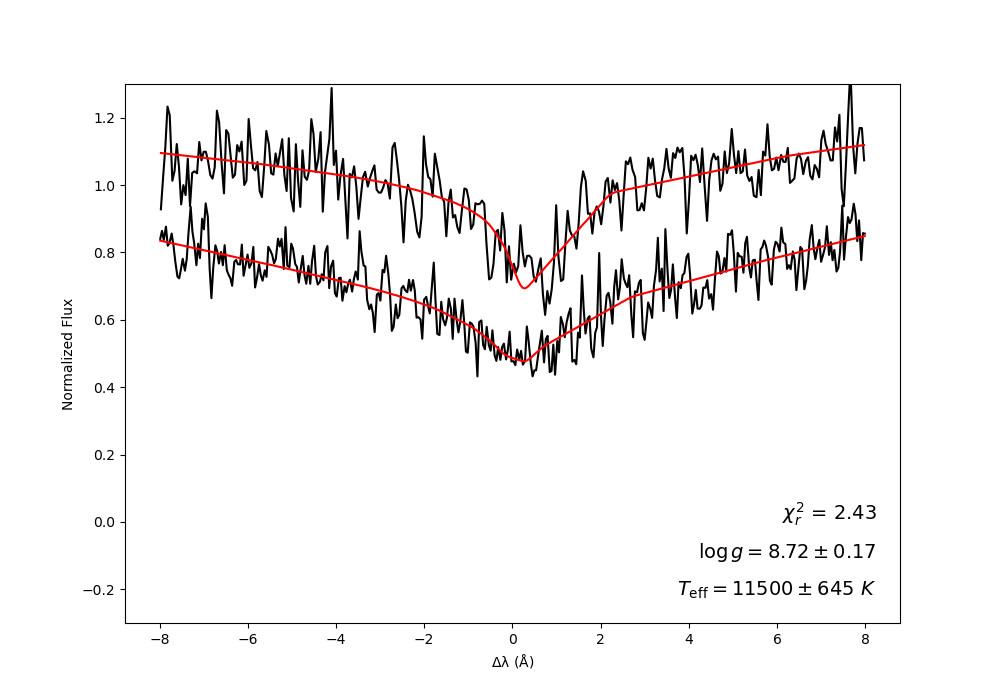 1.2
1.0
0.8
0.6
0.4
0.2
0.0
−0.2
Normalized Flux
χ_r^2 = 2.43
log g = 8.72 ± 0.17
T_eff = 11500 ± 645 K
−8 −6 −4 −2 0 2 4 6 8
Δλ (Å)